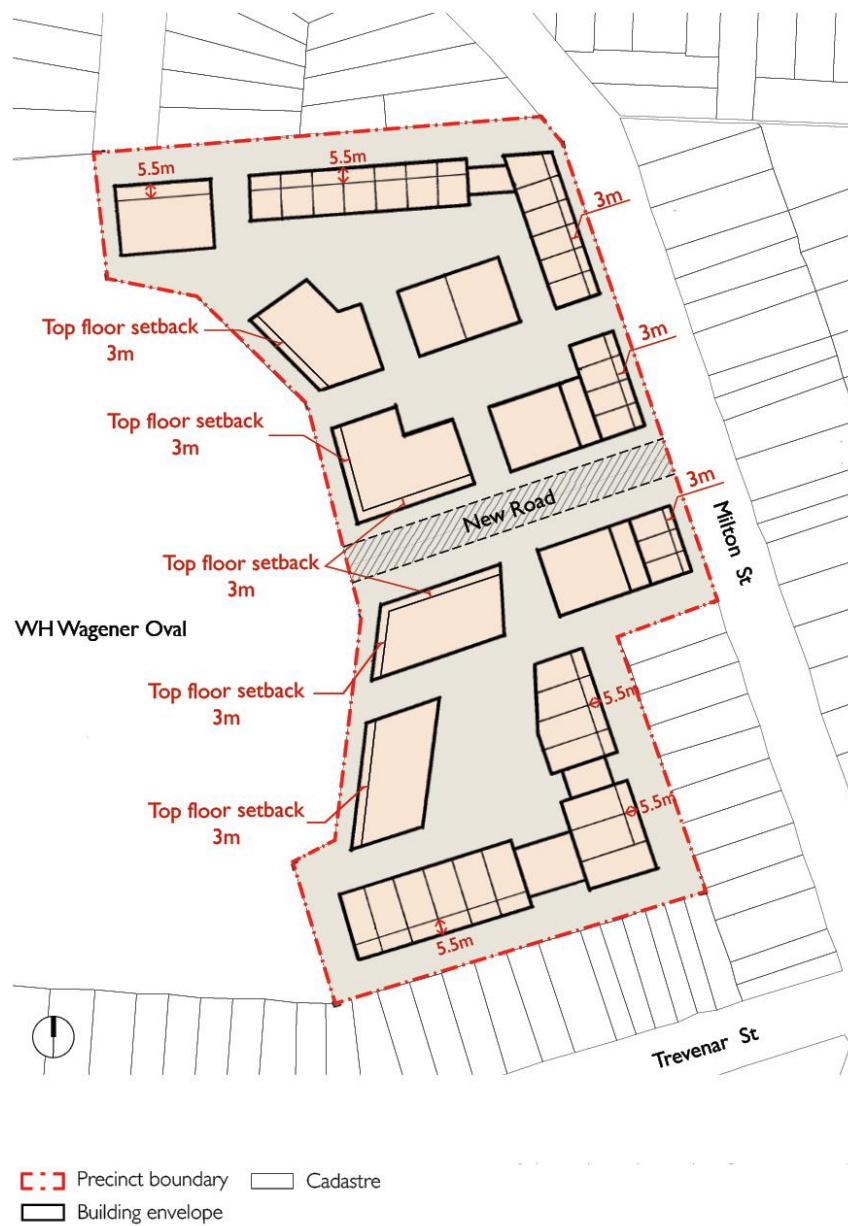 5.5m
5.5m
3m
Top floor setback
3m
3m
Top floor setback
3m
3m
New Road
Milton St
Top floor setback
3m
WH Wagener Oval
Top floor setback
3m
5.5m
Top floor setback
3m
5.5m
5.5m
Trevenar St
Precinct boundary
Cadastre
Building envelope